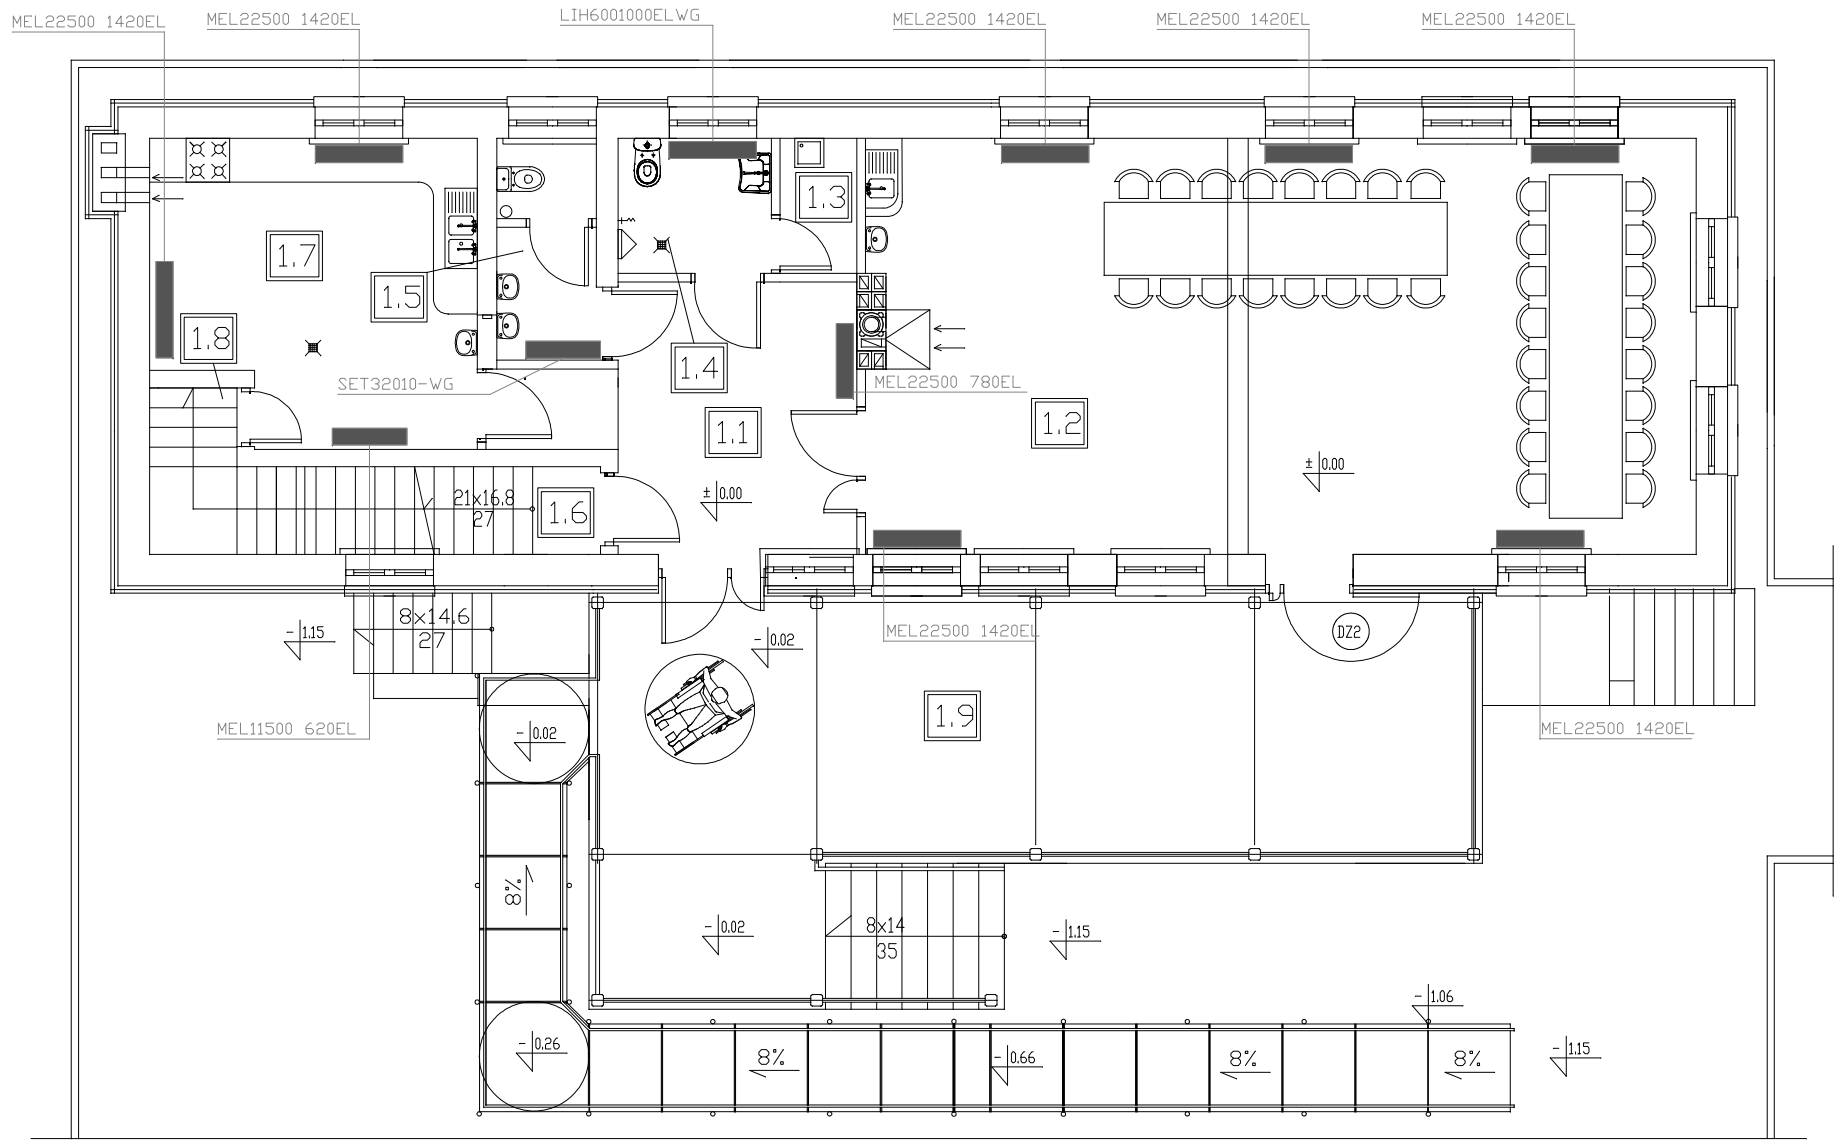 MEL22500 1420EL
MEL22500 1420EL
LIH6001000ELWG
MEL22500 1420EL
MEL22500 1420EL
MEL22500 1420EL
1.3
1.7
1.5
1.8
1.4
SET32010-WG
MEL22500 780EL
1.1
1.2
± 0.00
± 0.00
21x16.8
27
1.6
8x14.6
27
- 1.15
- 0.02
MEL22500 1420EL
DZ2
1.9
MEL11500 620EL
- 0.02
MEL22500 1420EL
8%
- 0.02
8x14
35
- 1.15
- 1.06
- 0.26
8%
- 0.66
8%
8%
- 1.15